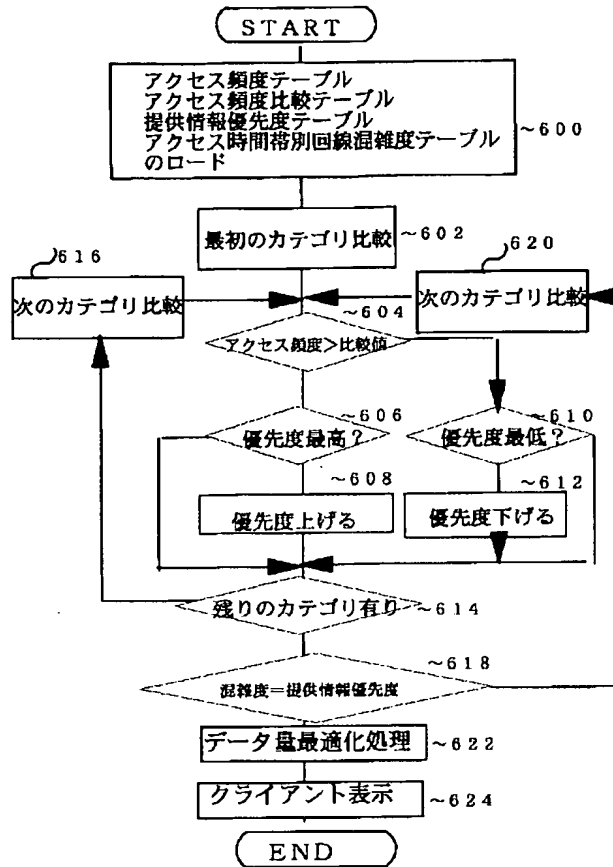 START
アクセス頻度テーブル
アクセス頻度比較テーブル
提供情報優先度テーブル
アクセス時間帯別回線混雑度テーブル
のロード
~600
最初のカテゴリ比較
~602
616
次のカテゴリ比較
620
次のカテゴリ比較
~604
アクセス頻度>比較値
~606
優先度最高?
~610
優先度最低?
~608
優先度上げる
~612
優先度下げる
残りのカテゴリ有り
~614
~618
混雑度=提供情報優先度
データ量最適化処理
~622
クライアント表示
~624
END